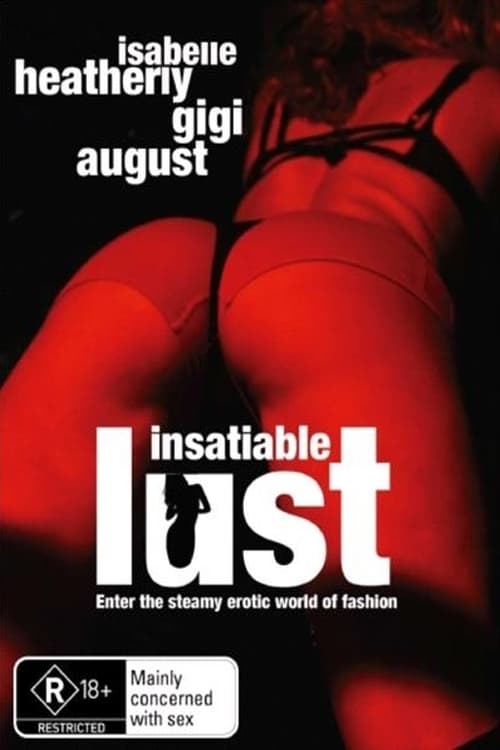 isabelle
heatherly
gigi
august
insatiable
lust
Enter the steamy erotic world of fashion
R 18+
RESTRICTED
Mainly
concerned
with sex